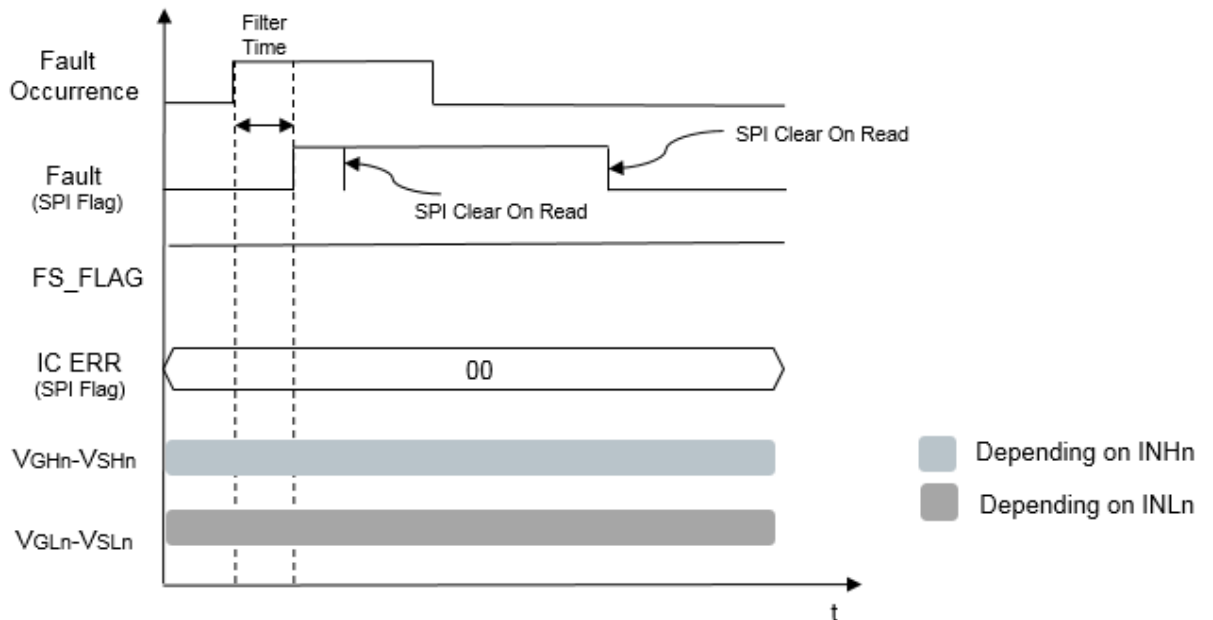 Filter
Time
Fault
Occurrence
SPI Clear On Read
Fault
(SPI Flag)
SPI Clear On Read
FS_FLAG
IC ERR
(SPI Flag)
00
VGHn-VSHn
Depending on INHn
Depending on INLn
VGLn-VSLn
t